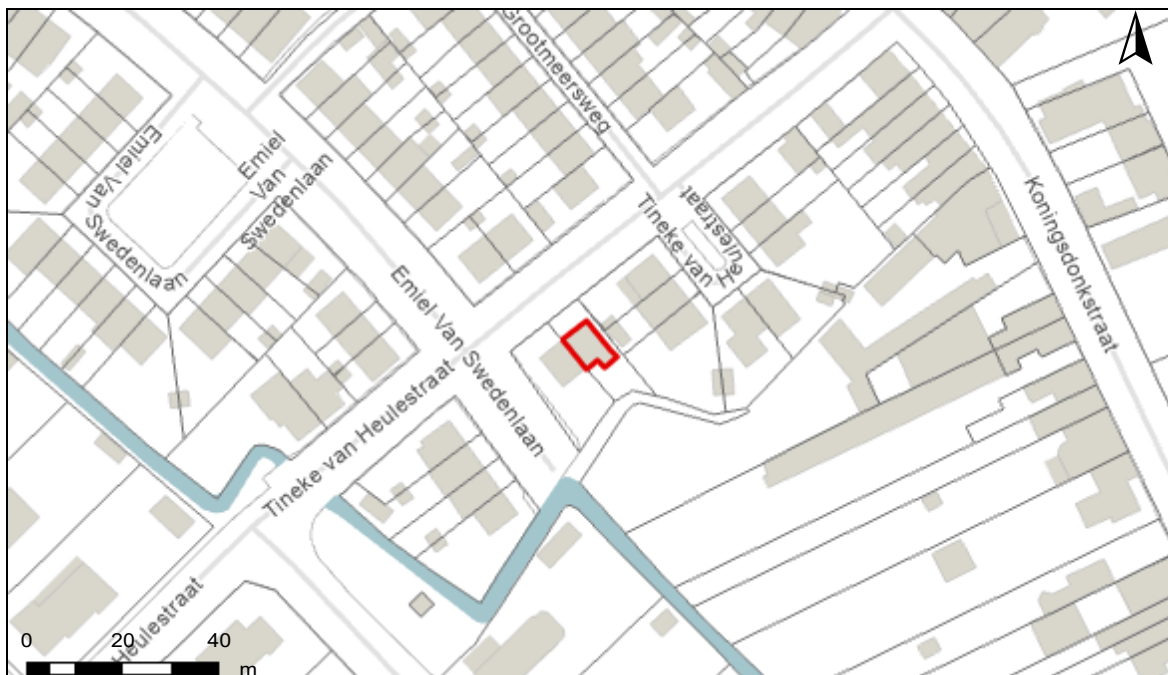 Grootmeersweg
Emiel Van
Swedenlaan
Emiel
Van
Swedenlaan
Tineke van
Teuiestraat
Koningsdonkstraat
Emiel Van Swedenlaan
Tineke van Heulestraat
Heulestraat
0 20 40
m